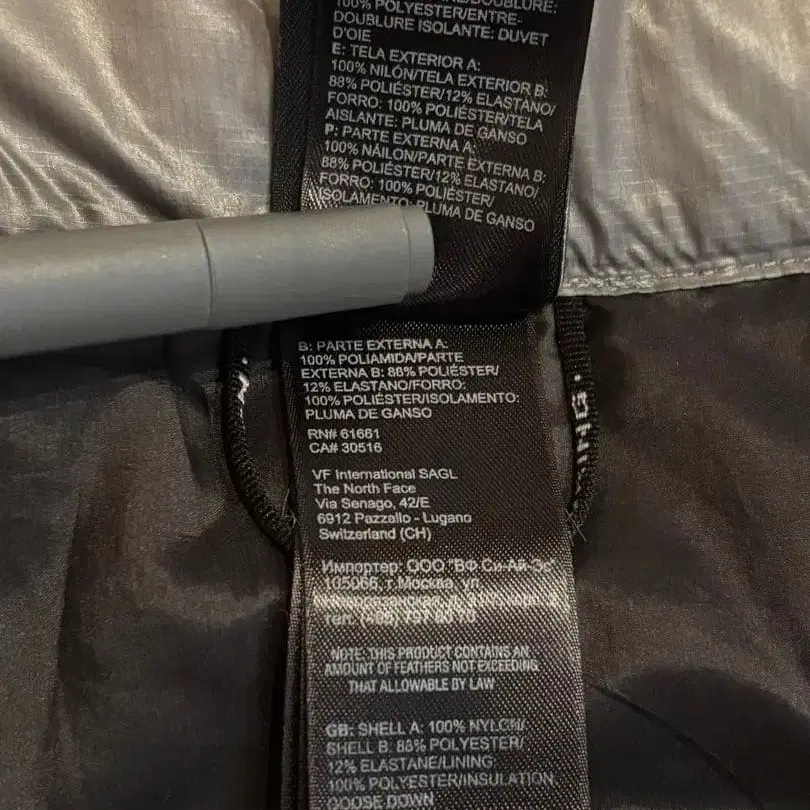 100% POLYESTER/ENTRE-
DOUBLURE ISOLANTE: DUVET
D'OIE
E: TELA EXTERIOR A:
100% NILÓN/TELA EXTERIOR B:
88% POLIÉSTER/12% ELASTANO/
FORRO: 100% POLIÉSTER/TELA
AISLANTE: PLUMA DE GANSO
P: PARTE EXTERNA A:
100% NÁILON/PARTE EXTERNA B:
88% POLIÉSTER/12% ELASTANO/
FORRO: 100% POLIÉSTER/
ISOLAMENTO: PLUMA DE GANSO
B: PARTE EXTERNA A:
100% POLIAMIDA/PARTE
EXTERNA B: 88% POLIÉSTER/
12% ELASTANO/FORRO:
100% POLIÉSTER/ISOLAMENTO:
PLUMA DE GANSO
RN# 61661
CA# 30516
VF International SAGL
The North Face
Via Senago, 42/E
6912 Pazzallo - Lugano
Switzerland (CH)
Импортер: ООО "ВФ Си-Ай-Эс"
105066, г. Москва, ул.
тел. (495)
NOTE: THIS PRODUCT CONTAINS AN
AMOUNT OF FEATHERS NOT EXCEEDING
THAT ALLOWABLE BY LAW
GB: SHELL A: 100% NYLON/
SHELL B: 88% POLYESTER/
12% ELASTANE/LINING:
100% POLYESTER/INSULATION
GOOSE DOWN